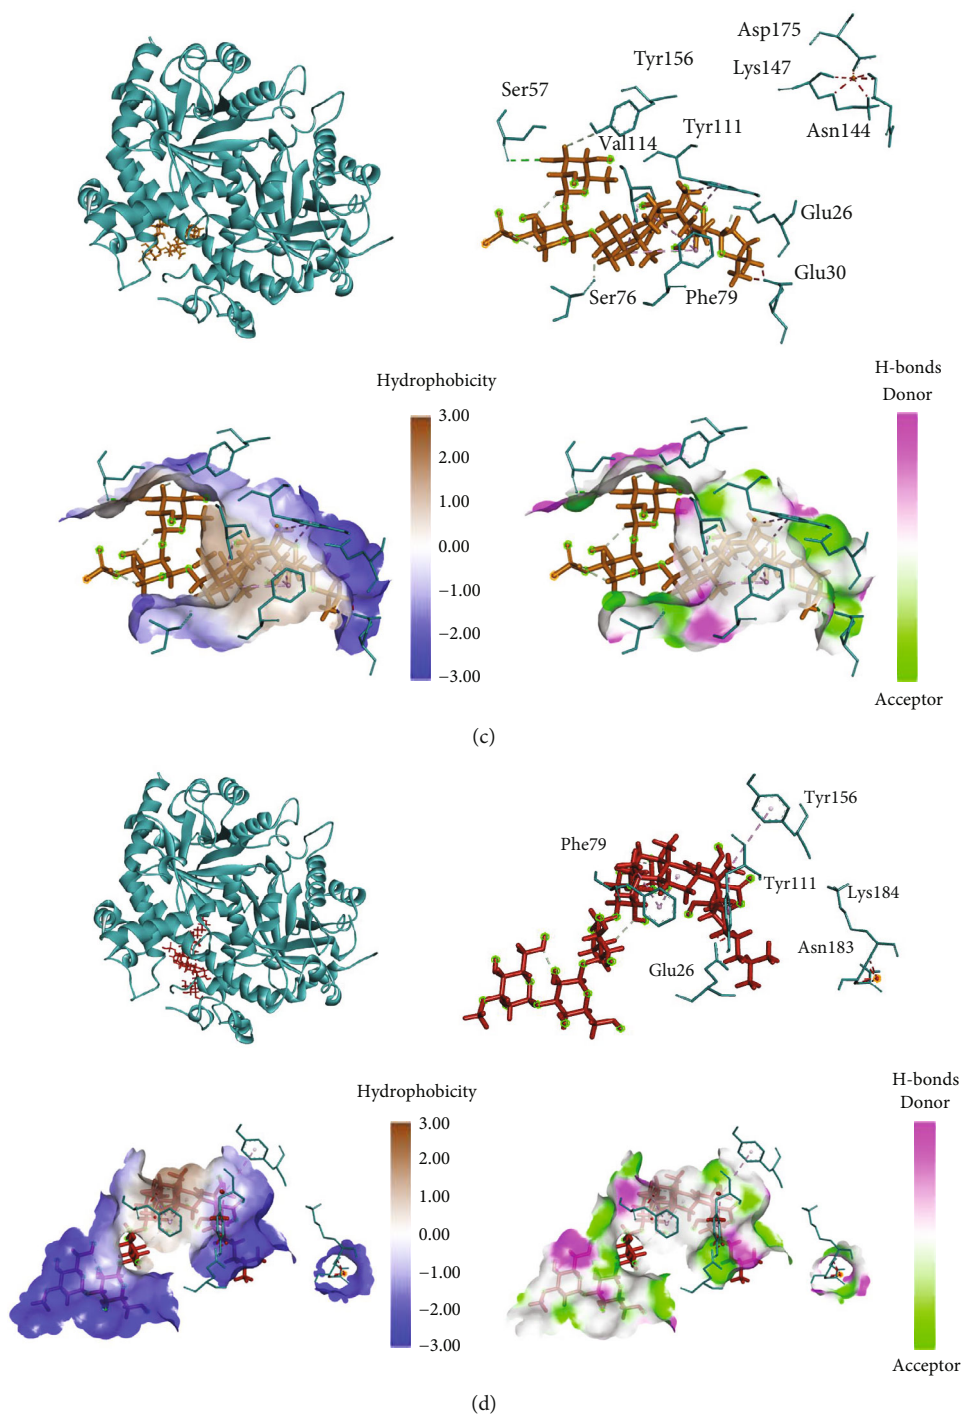 Asp175
Tyr156
Lys147
Ser57
Tyr111
Val114
Asn144
Glu26
Glu30
Ser76
Phe79
H-bonds
Donor
Hydrophobicity
3.00
2.00
1.00
0.00
−1.00
−2.00
−3.00
Acceptor
(c)
Tyr156
Phe79
Tyr111
Lys184
Asn183
Glu26
H-bonds
Donor
Hydrophobicity
3.00
2.00
1.00
0.00
−1.00
−2.00
−3.00
Acceptor
(d)